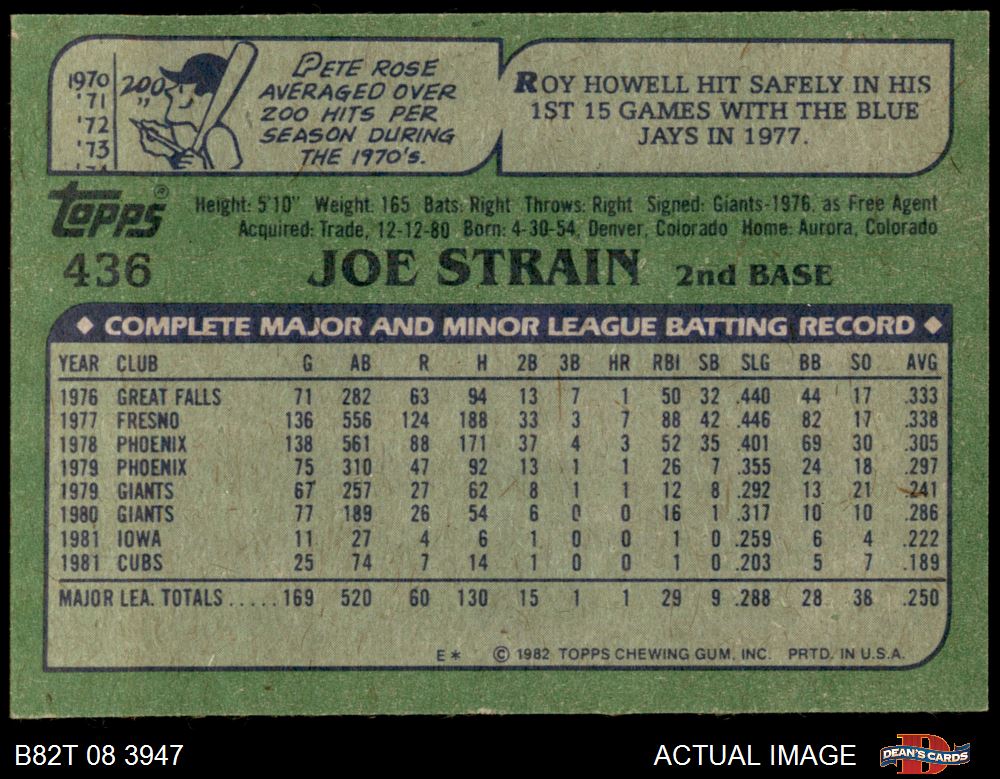 1970
'71
'72
'73
'74
200
"
PETE ROSE
AVERAGED OVER
200 HITS PER
SEASON DURING
THE 1970's.
ROY HOWELL HIT SAFELY IN HIS
1ST 15 GAMES WITH THE BLUE
JAYS IN 1977.
topps®
436
Height: 5'10" Weight: 165 Bats: Right Throws: Right Signed: Giants-1976, as Free Agent
Acquired: Trade, 12-12-80 Born: 4-30-54, Denver, Colorado Home: Aurora, Colorado
JOE STRAIN 2nd BASE
◆ COMPLETE MAJOR AND MINOR LEAGUE BATTING RECORD ◆
YEAR CLUB G AB R H 2B 3B HR RBI SB SLG BB SO AVG
1976 GREAT FALLS 71 282 63 94 13 7 1 50 32 .440 44 17 .333
1977 FRESNO 136 556 124 188 33 3 7 88 42 .446 82 17 .338
1978 PHOENIX 138 561 88 171 37 4 3 52 35 .401 69 30 .305
1979 PHOENIX 75 310 47 92 13 1 1 26 7 .355 24 18 .297
1979 GIANTS 67 257 27 62 8 1 1 12 8 .292 13 21 .241
1980 GIANTS 77 189 26 54 6 0 0 16 1 .317 10 10 .286
1981 IOWA 11 27 4 6 1 0 0 1 0 .259 6 4 .222
1981 CUBS 25 74 7 14 1 0 0 1 0 .203 5 7 .189
MAJOR LEA. TOTALS.....169 520 60 130 15 1 1 29 9 .288 28 38 .250
E* © 1982 TOPPS CHEWING GUM, INC. PRTD. IN U.S.A.
B82T 08 3947
ACTUAL IMAGE
D
DEAN'S CARDS